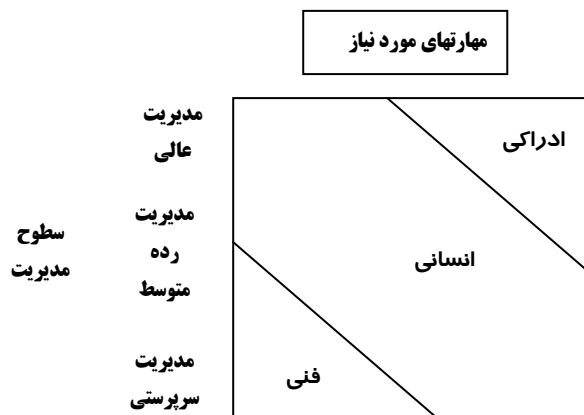 مهارتهای مورد نیاز
مدیریت
عالی
ادراکی
مدیریت
رده
متوسط
سطوح
مدیریت
انسانی
مدیریت
سرپرستی
فنی